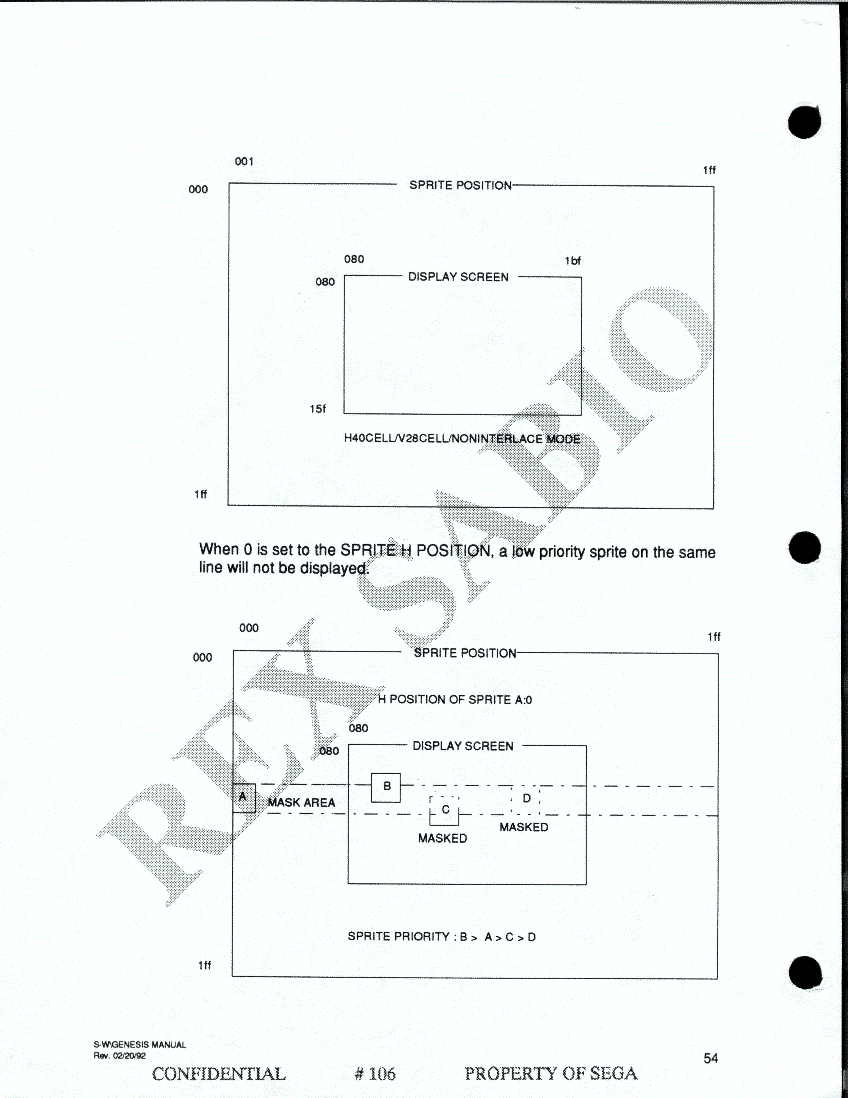 001
1ff
000
SPRITE POSITION
080
1bf
080
DISPLAY SCREEN
15f
H40CELL/V28CELL/NONINTERLACE MODE
1ff
When 0 is set to the SPRITE H POSITION, a low priority sprite on the same
line will not be displayed.
000
1ff
000
SPRITE POSITION
H POSITION OF SPRITE A:0
080
080
DISPLAY SCREEN
A
MASK AREA
B
C
D
MASKED
MASKED
SPRITE PRIORITY : B > A > C > D
1ff
REX SABIO
S-W\GENESIS MANUAL
Rev. 02/20/92
54
CONFIDENTIAL # 106 PROPERTY OF SEGA